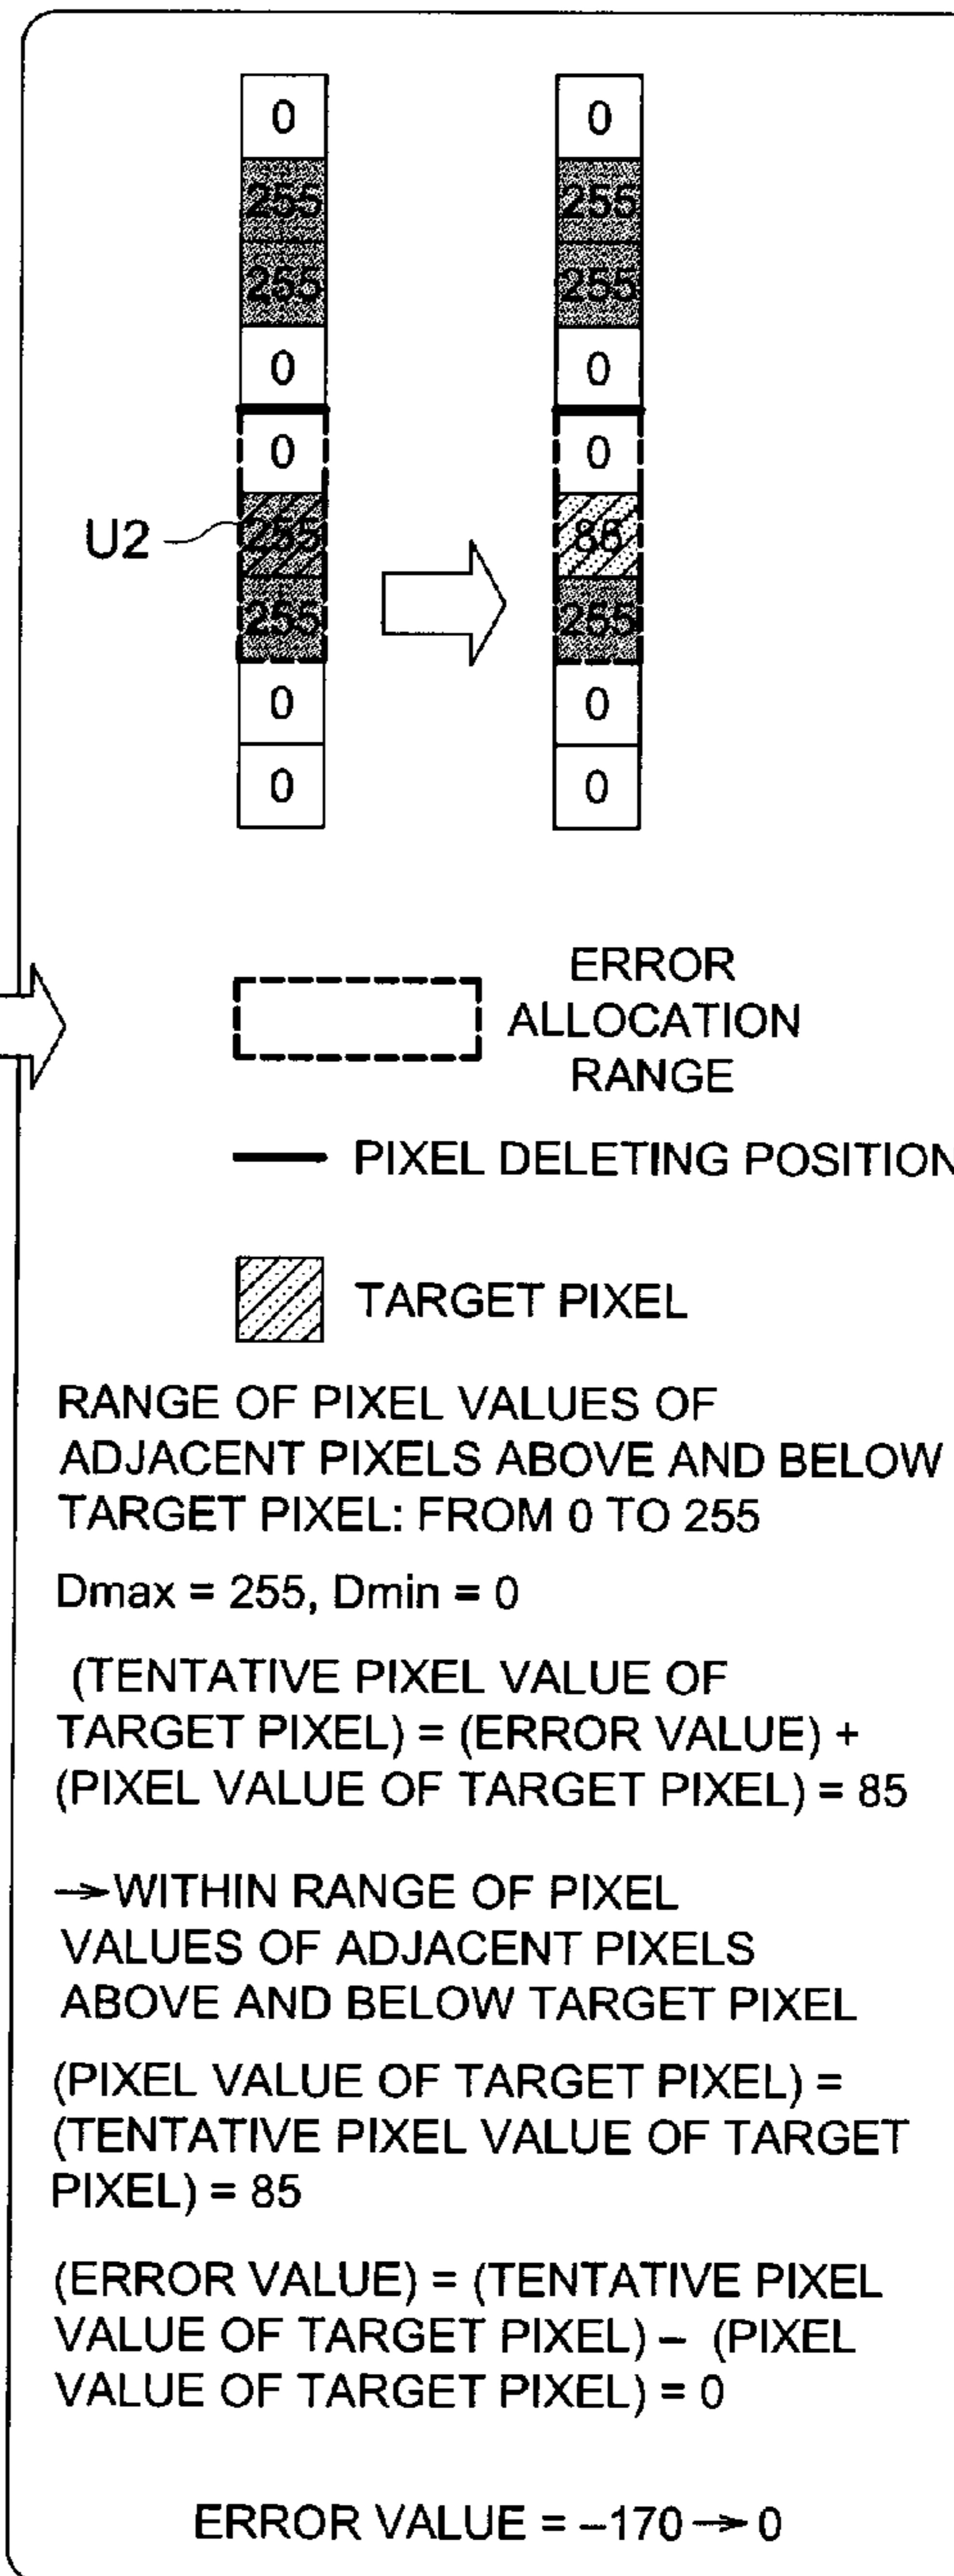 0 0
255 255
255 255
0 0
0 0
U2 255 85
255 255
0 0
0 0
ERROR
ALLOCATION
RANGE
PIXEL DELETING POSITION
TARGET PIXEL
RANGE OF PIXEL VALUES OF
ADJACENT PIXELS ABOVE AND BELOW
TARGET PIXEL: FROM 0 TO 255
Dmax = 255, Dmin = 0
(TENTATIVE PIXEL VALUE OF
TARGET PIXEL) = (ERROR VALUE) +
(PIXEL VALUE OF TARGET PIXEL) = 85
→WITHIN RANGE OF PIXEL
VALUES OF ADJACENT PIXELS
ABOVE AND BELOW TARGET PIXEL
(PIXEL VALUE OF TARGET PIXEL) =
(TENTATIVE PIXEL VALUE OF TARGET
PIXEL) = 85
(ERROR VALUE) = (TENTATIVE PIXEL
VALUE OF TARGET PIXEL) – (PIXEL
VALUE OF TARGET PIXEL) = 0
ERROR VALUE = –170 → 0